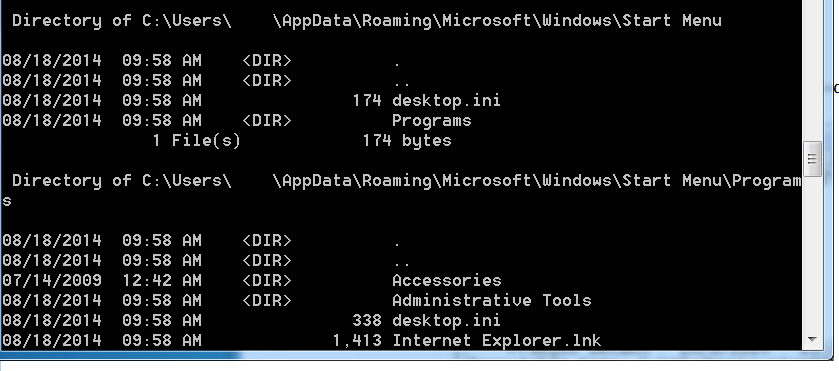 Directory of C:\Users\    \AppData\Roaming\Microsoft\Windows\Start Menu
08/18/2014  09:58 AM    <DIR>          .
08/18/2014  09:58 AM    <DIR>          ..
08/18/2014  09:58 AM               174 desktop.ini
08/18/2014  09:58 AM    <DIR>          Programs
               1 File(s)            174 bytes
Directory of C:\Users\    \AppData\Roaming\Microsoft\Windows\Start Menu\Program
s
08/18/2014  09:58 AM    <DIR>          .
08/18/2014  09:58 AM    <DIR>          ..
07/14/2009  12:42 AM    <DIR>          Accessories
08/18/2014  09:58 AM    <DIR>          Administrative Tools
08/18/2014  09:58 AM               338 desktop.ini
08/18/2014  09:58 AM             1,413 Internet Explorer.lnk